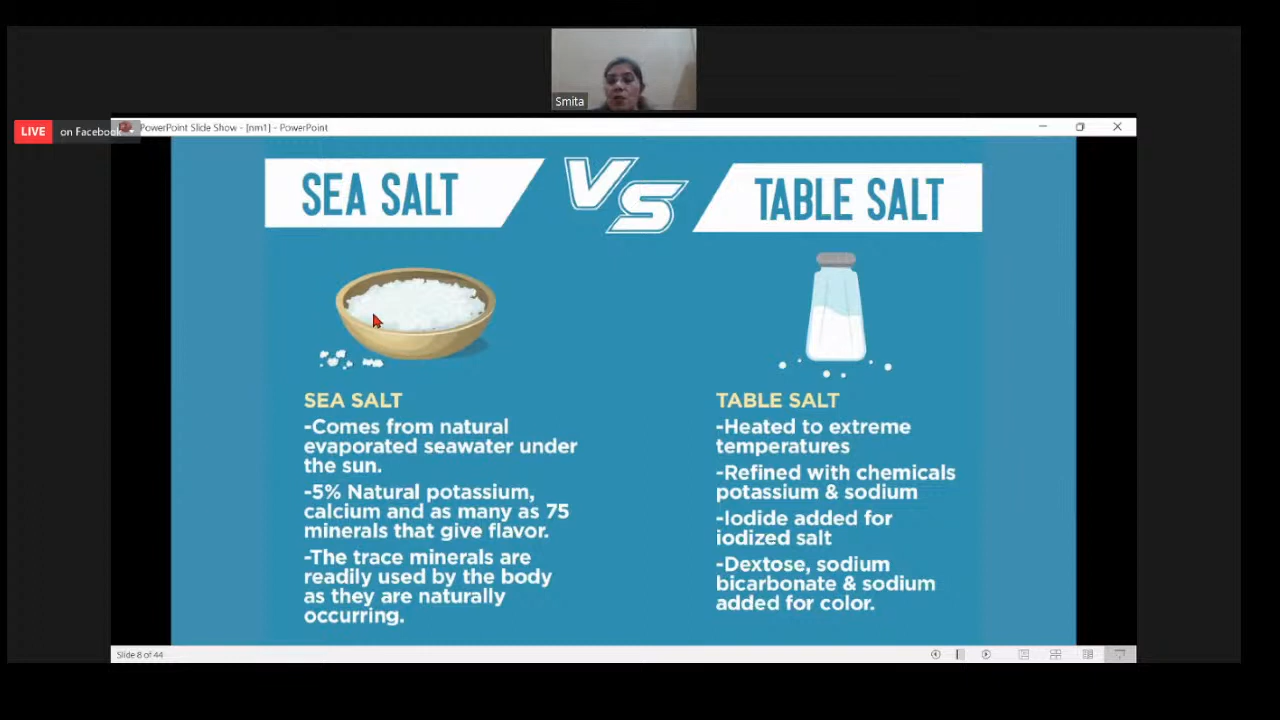 Smita
LIVE on Facebook
PowerPoint Slide Show - [nm1] - PowerPoint
SEA SALT
VS
TABLE SALT
SEA SALT
-Comes from natural
evaporated seawater under
the sun.
-5% Natural potassium,
calcium and as many as 75
minerals that give flavor.
-The trace minerals are
readily used by the body
as they are naturally
occurring.
TABLE SALT
-Heated to extreme
temperatures
-Refined with chemicals
potassium & sodium
-Iodide added for
iodized salt
-Dextose, sodium
bicarbonate & sodium
added for color.
Slide 8 of 44